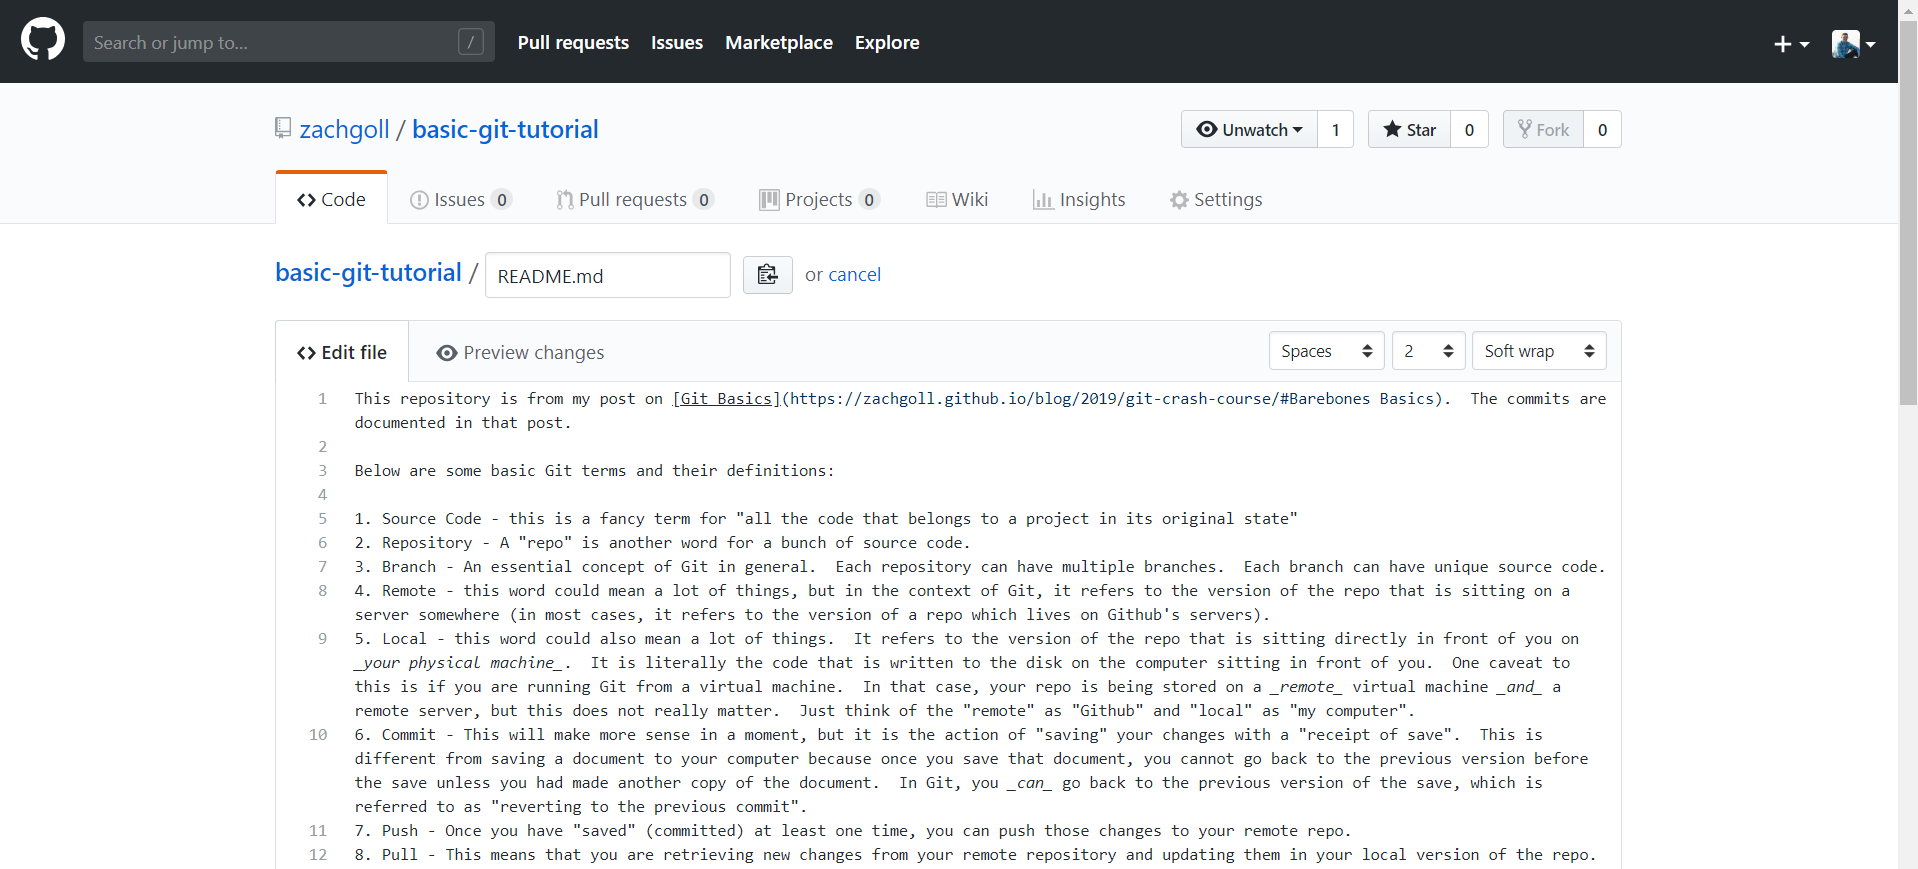 Search or jump to... /
Pull requests Issues Marketplace Explore
zachgoll / basic-git-tutorial
Unwatch 1 Star 0 Fork 0
Code Issues 0 Pull requests 0 Projects 0 Wiki Insights Settings
basic-git-tutorial / README.md or cancel
Edit file Preview changes Spaces 2 Soft wrap
1 This repository is from my post on [Git Basics](https://zachgoll.github.io/blog/2019/git-crash-course/#Barebones Basics).  The commits are
documented in that post.
2
3 Below are some basic Git terms and their definitions:
4
5 1. Source Code - this is a fancy term for "all the code that belongs to a project in its original state"
6 2. Repository - A "repo" is another word for a bunch of source code.
7 3. Branch - An essential concept of Git in general.  Each repository can have multiple branches.  Each branch can have unique source code.
8 4. Remote - this word could mean a lot of things, but in the context of Git, it refers to the version of the repo that is sitting on a
server somewhere (in most cases, it refers to the version of a repo which lives on Github's servers).
9 5. Local - this word could also mean a lot of things.  It refers to the version of the repo that is sitting directly in front of you on
_your physical machine_.  It is literally the code that is written to the disk on the computer sitting in front of you.  One caveat to
this is if you are running Git from a virtual machine.  In that case, your repo is being stored on a _remote_ virtual machine _and_ a
remote server, but this does not really matter.  Just think of the "remote" as "Github" and "local" as "my computer".
10 6. Commit - This will make more sense in a moment, but it is the action of "saving" your changes with a "receipt of save".  This is
different from saving a document to your computer because once you save that document, you cannot go back to the previous version before
the save unless you had made another copy of the document.  In Git, you _can_ go back to the previous version of the save, which is
referred to as "reverting to the previous commit".
11 7. Push - Once you have "saved" (committed) at least one time, you can push those changes to your remote repo.
12 8. Pull - This means that you are retrieving new changes from your remote repository and updating them in your local version of the repo.